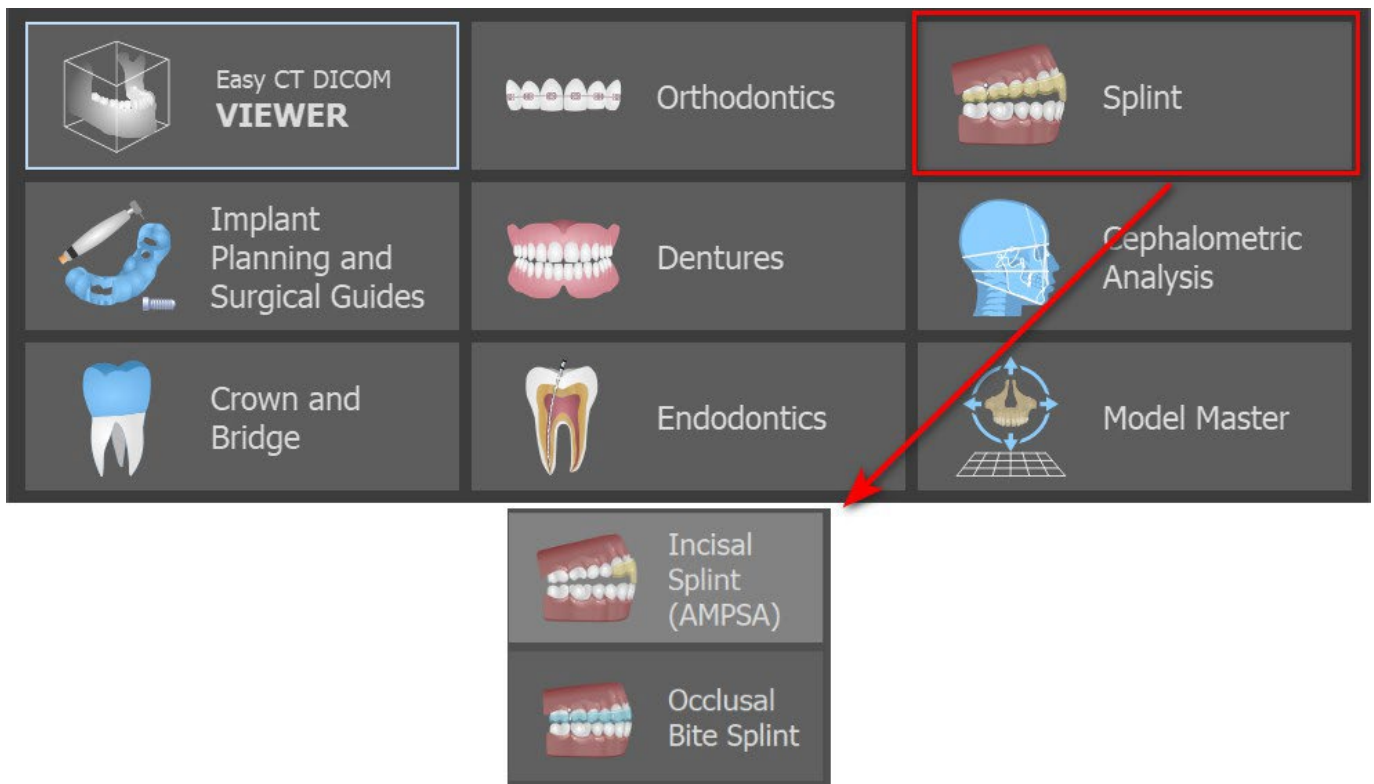 Easy CT DICOM
VIEWER
Orthodontics
Splint
Implant
Planning and
Surgical Guides
Dentures
Cephalometric
Analysis
Crown and
Bridge
Endodontics
Model Master
Incisal
Splint
(AMPSA)
Occlusal
Bite Splint